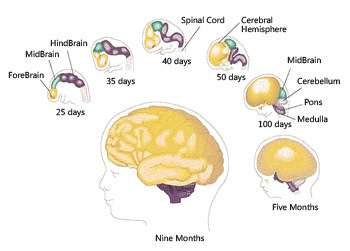 Spinal Cord
Cerebral
Hemisphere
HindBrain
MidBrain
ForeBrain
25 days
35 days
40 days
50 days
MidBrain
Cerebellum
Pons
Medulla
100 days
Five Months
Nine Months